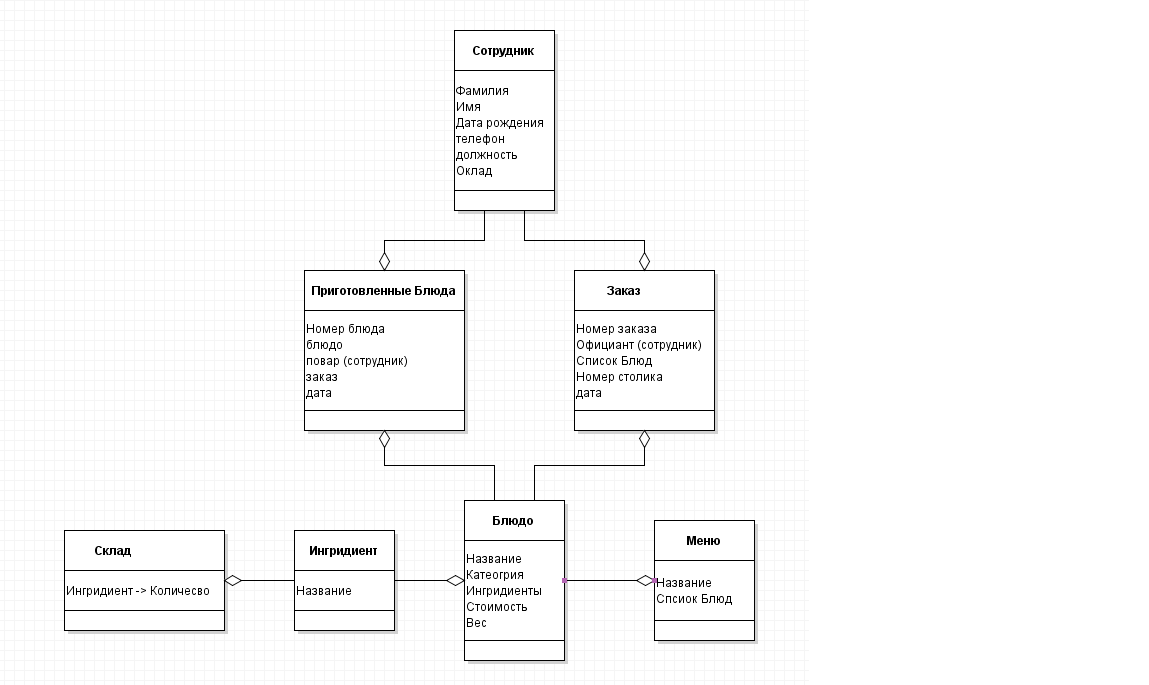 Сотрудник
Фамилия
Имя
Дата рождения
телефон
должность
Оклад
Приготовленные Блюда
Номер блюда
блюдо
повар (сотрудник)
заказ
дата
Заказ
Номер заказа
Официант (сотрудник)
Список Блюд
Номер столика
дата
Склад
Ингридиент -> Количесво
Ингридиент
Название
Блюдо
Название
Катеогрия
Ингридиенты
Стоимость
Вес
Меню
Название
Спсиок Блюд